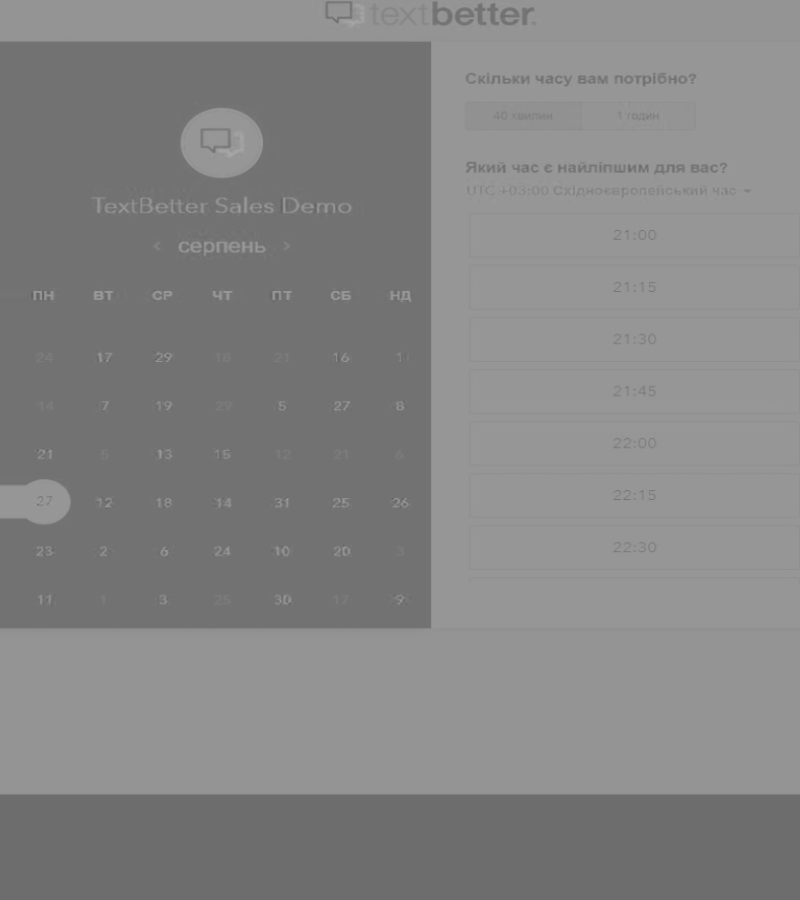 textbetter.
TextBetter Sales Demo
< серпень >
ПН ВТ СР ЧТ ПТ СБ НД
24 17 29 18 21 16 1
14 7 19 29 5 27 8
21 5 13 15 12 21 6
27 12 18 14 31 25 26
23 2 6 24 10 20 3
11 1 3 25 30 17 9
Скільки часу вам потрібно?
40 хвилин 1 годин
Який час є найліпшим для вас?
UTC +03:00 Східноєвропейський час
21:00
21:15
21:30
21:45
22:00
22:15
22:30